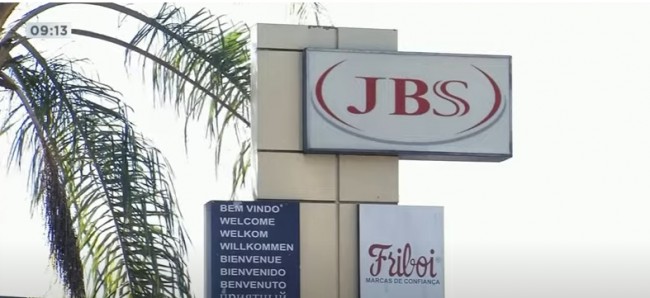 09:13
JBS
BEM VINDO
WELCOME
WELKOM
WILLKOMMEN
BIENVENUE
BIENVENIDO
BENVENUTO
Friboi
MARCAS DE CONFIANÇA